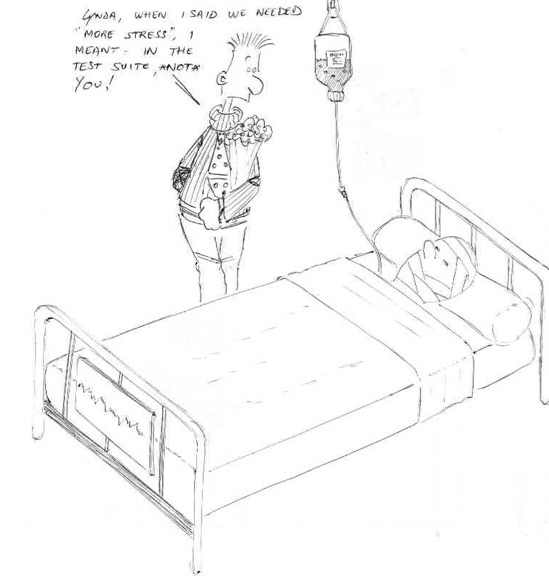 LYNDA, WHEN I SAID WE NEEDED
"MORE STRESS", I
MEANT: IN THE
TEST SUITE, *NOT*
YOU!